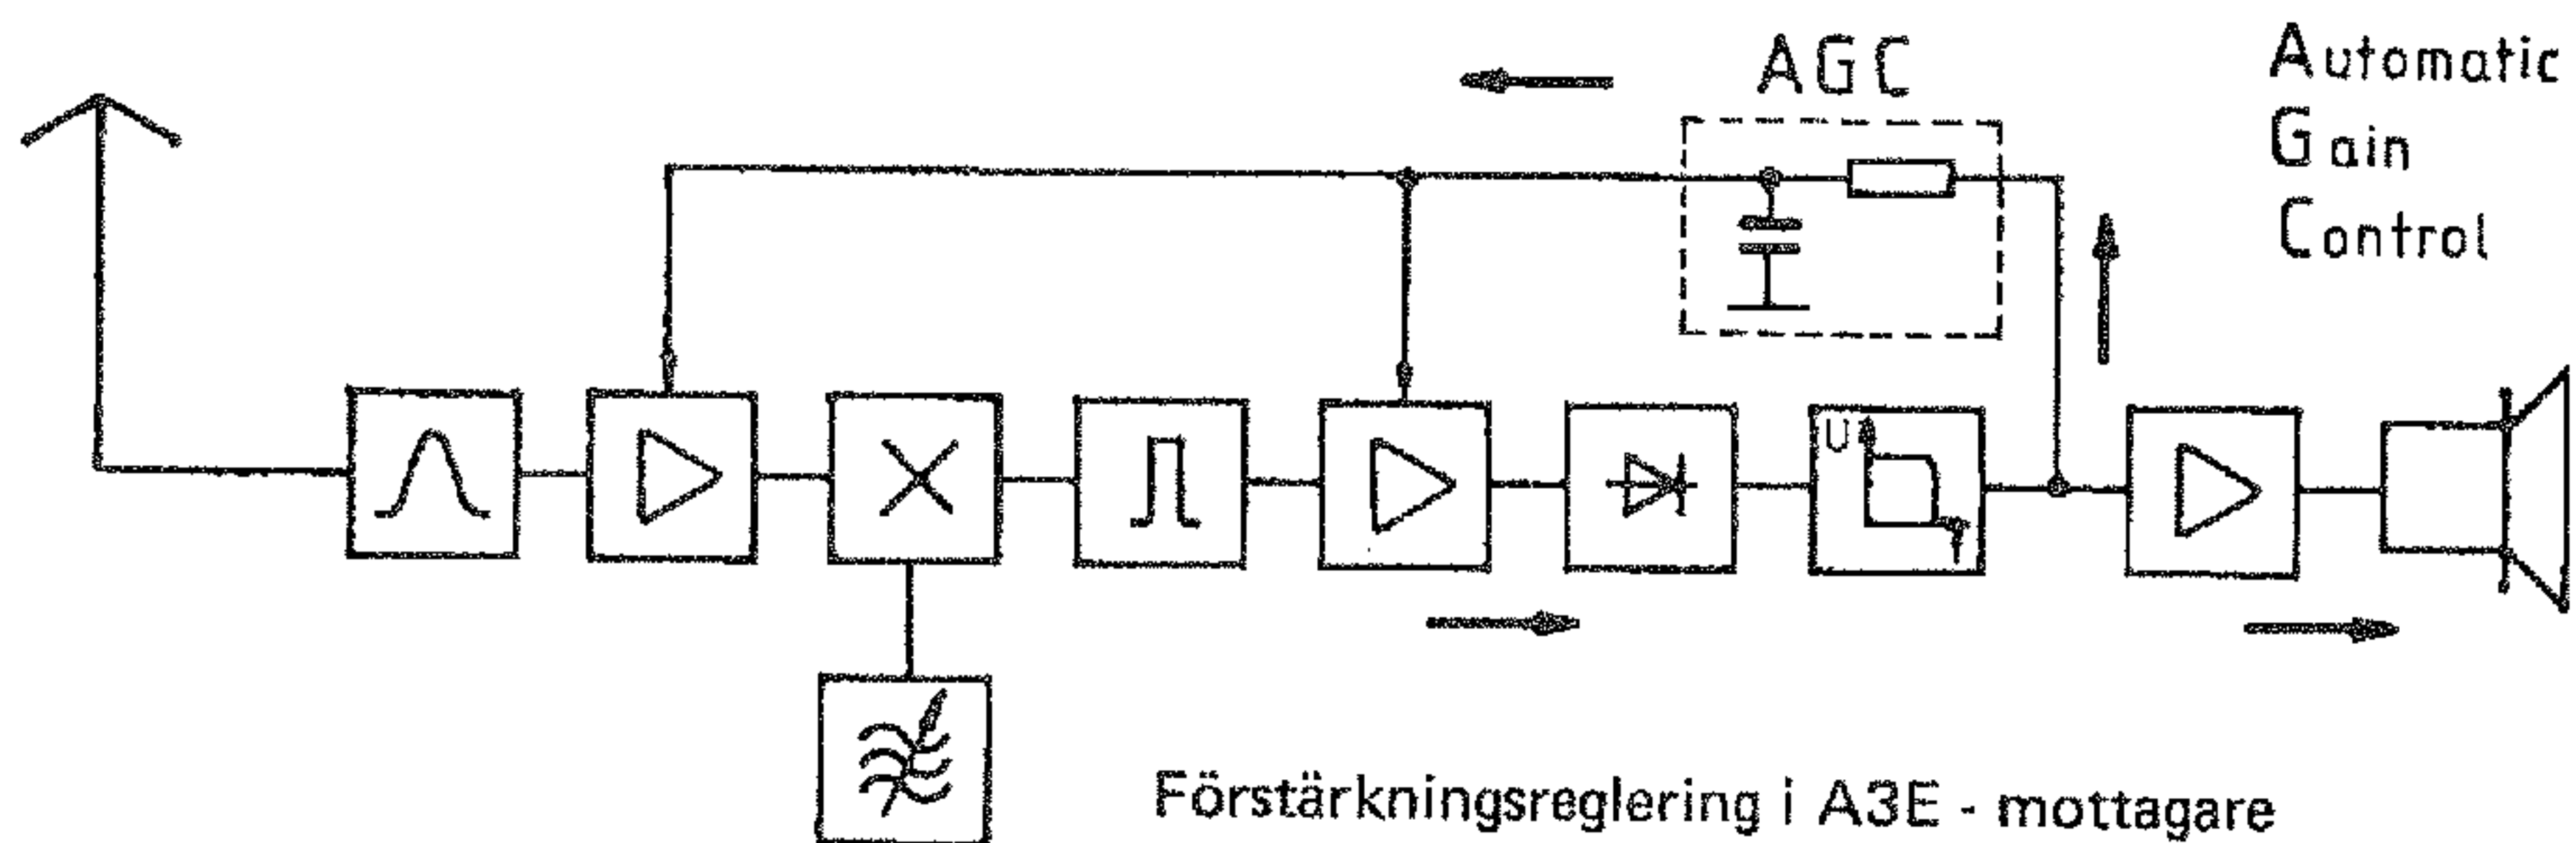 AGC
Automatic
Gain
Control
U
Förstärkningsreglering i A3E - mottagare